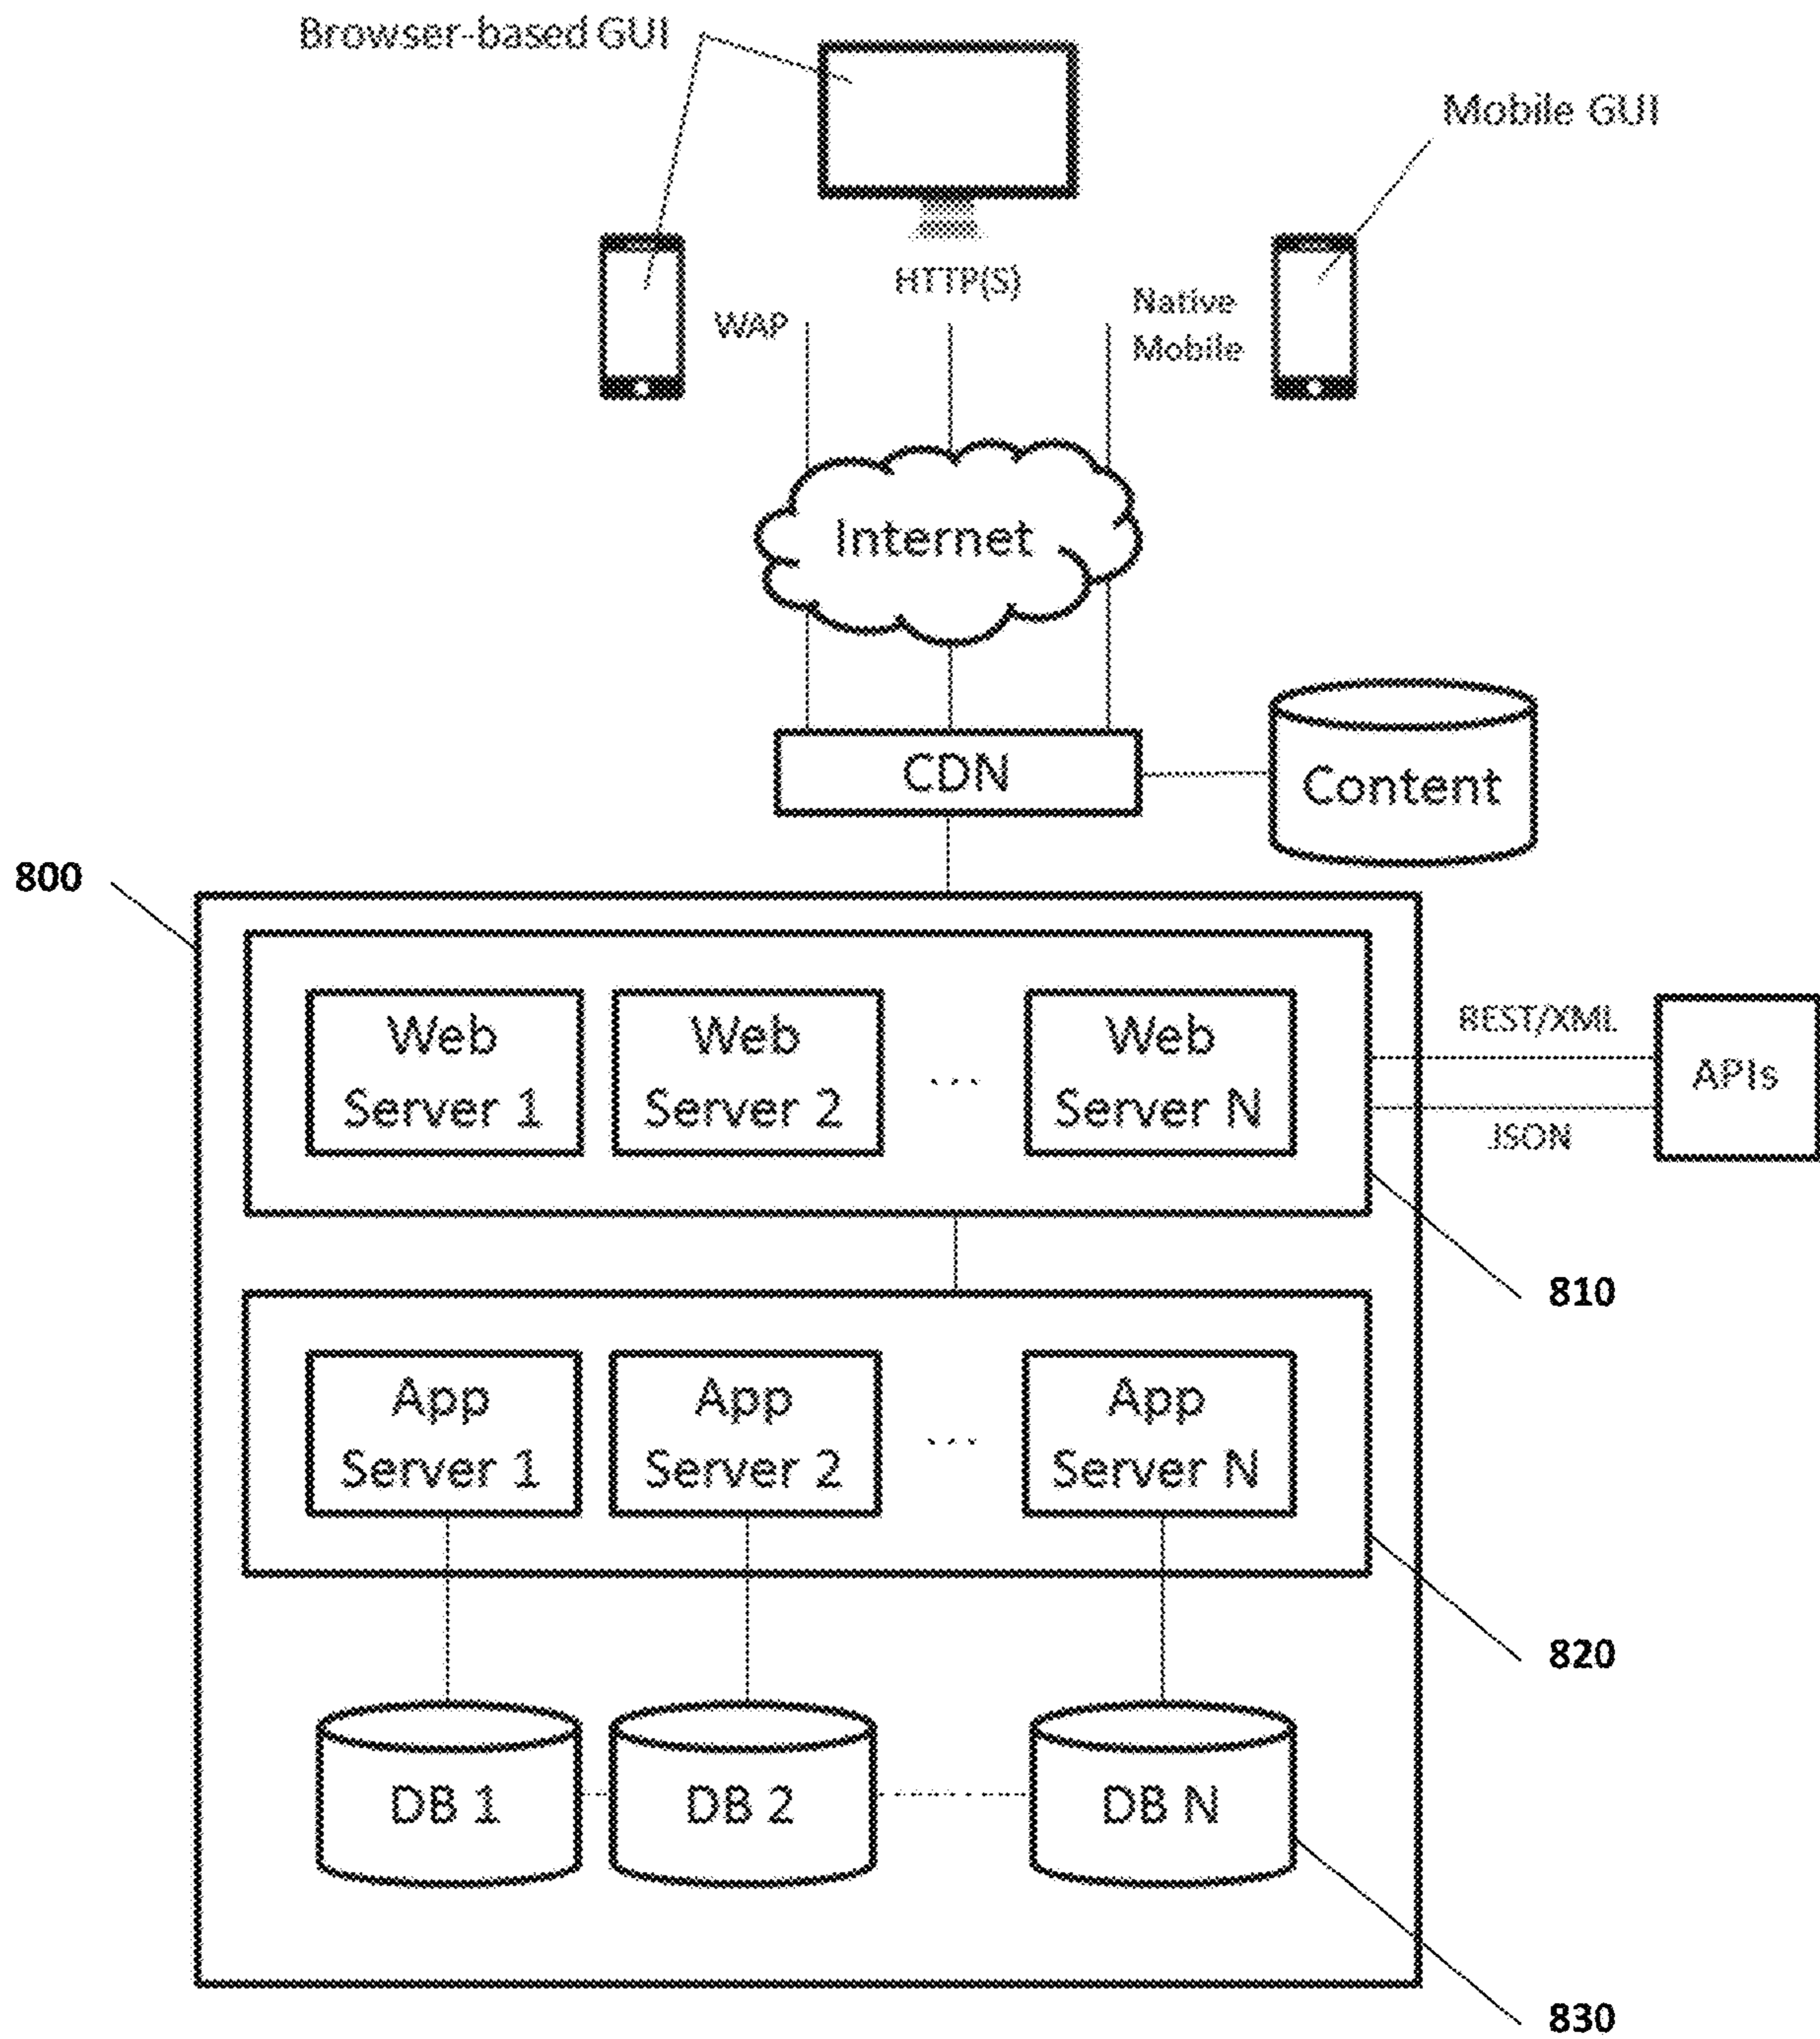 Browser-based GUI
Mobile GUI
HTTP(S)
WAP
Native
Mobile
Internet
CDN
Content
800
Web
Server 1
Web
Server 2
...
Web
Server N
REST/XML
APIs
JSON
810
App
Server 1
App
Server 2
...
App
Server N
820
DB 1
DB 2
DB N
830